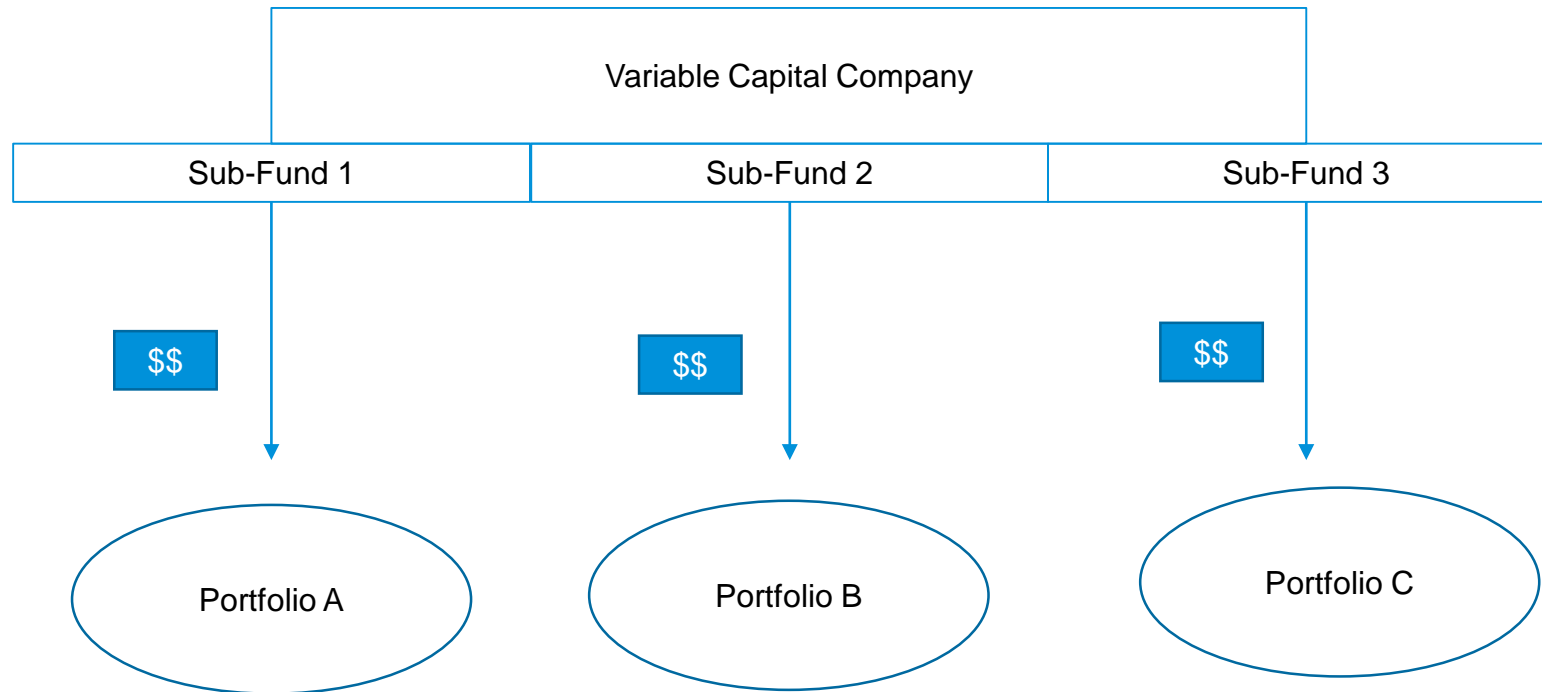 Variable Capital Company
Sub-Fund 1
Sub-Fund 2
Sub-Fund 3
$$
$$
$$
Portfolio A
Portfolio B
Portfolio C